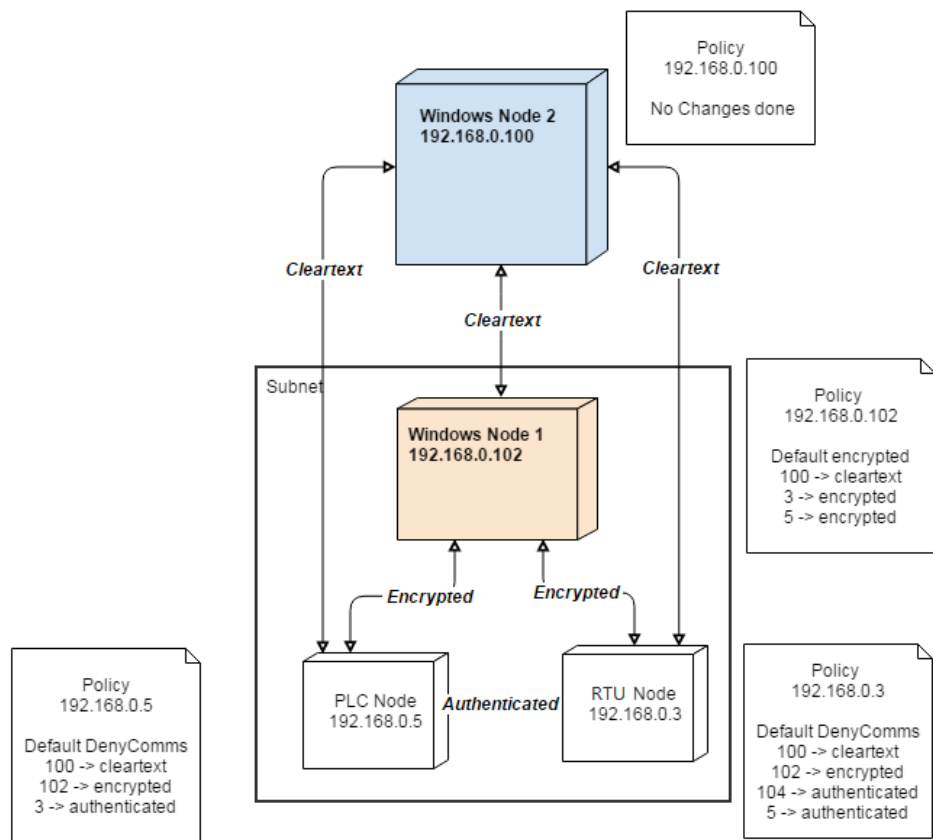 Policy
192.168.0.100
No Changes done
Windows Node 2
192.168.0.100
Cleartext
Cleartext
Cleartext
Subnet
Windows Node 1
192.168.0.102
Policy
192.168.0.102
Default encrypted
100 -> cleartext
3 -> encrypted
5 -> encrypted
Encrypted
Encrypted
PLC Node
192.168.0.5
Authenticated
RTU Node
192.168.0.3
Policy
192.168.0.5
Default DenyComms
100 -> cleartext
102 -> encrypted
3 -> authenticated
Policy
192.168.0.3
Default DenyComms
100 -> cleartext
102 -> encrypted
104 -> authenticated
5 -> authenticated